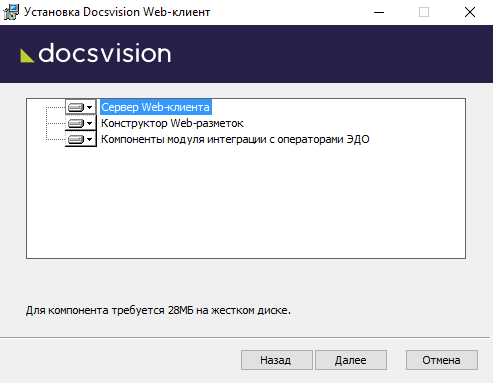 Установка Docsvision Web-клиент
docsvision
Сервер Web-клиента
Конструктор Web-разметок
Компоненты модуля интеграции с операторами ЭДО
Для компонента требуется 28МБ на жестком диске.
Назад
Далее
Отмена